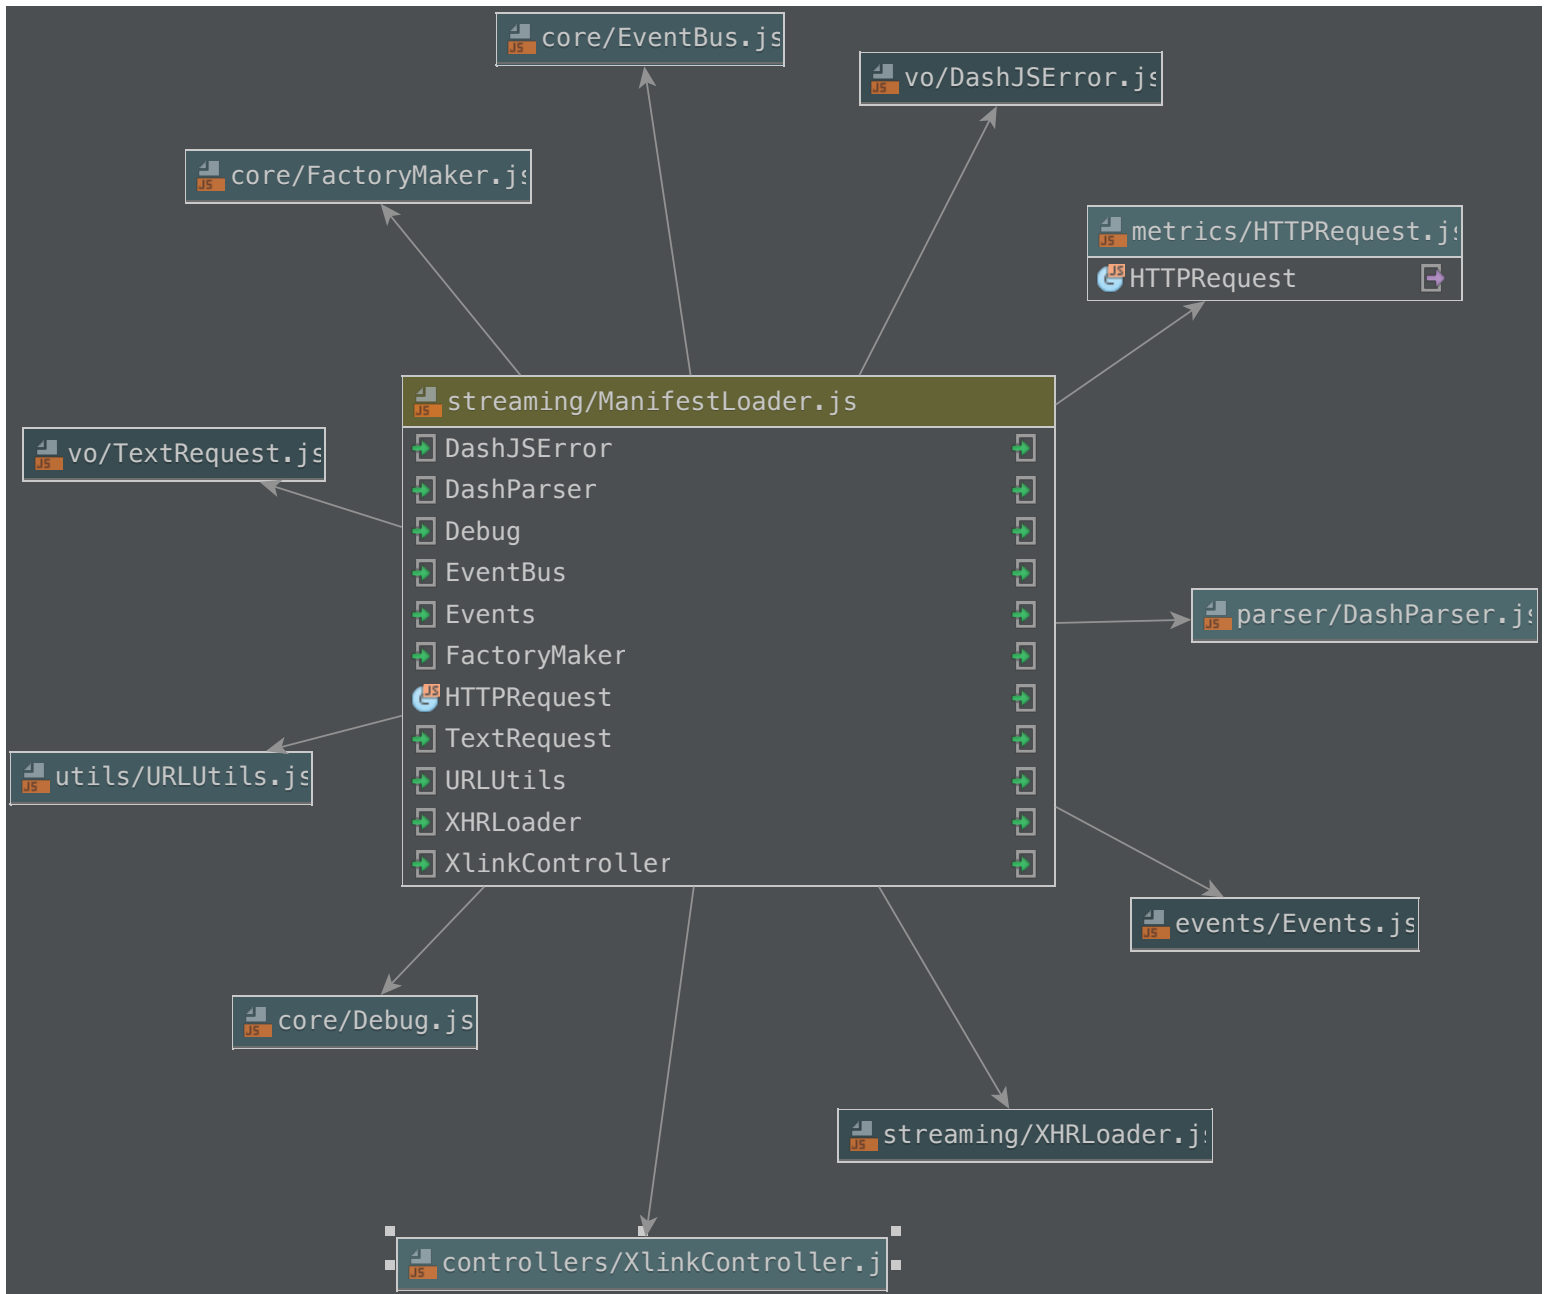 core/EventBus.js
vo/DashJSError.js
core/FactoryMaker.js
metrics/HTTPRequest.js
HTTPRequest
streaming/ManifestLoader.js
DashJSError
vo/TextRequest.js
DashParser
Debug
EventBus
Events
parser/DashParser.js
FactoryMaker
HTTPRequest
TextRequest
utils/URLUtils.js
URLUtils
XHRLoader
XlinkController
events/Events.js
core/Debug.js
streaming/XHRLoader.js
controllers/XlinkController.j